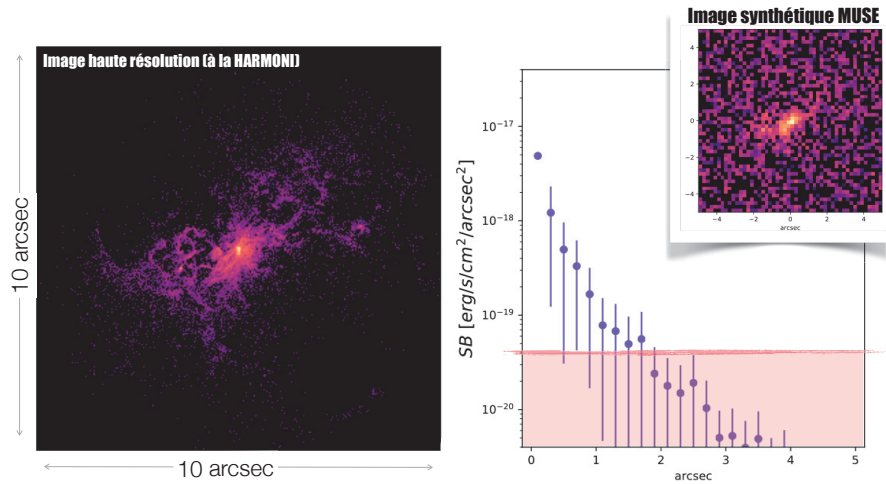 Image haute résolution (à la HARMONI)
10 arcsec
10 arcsec
Image synthétique MUSE
4
2
0
−2
−4
−4
−2
0
2
4
arcsec
SB [erg/s/cm²/arcsec²]
10⁻¹⁷
10⁻¹⁸
10⁻¹⁹
10⁻²⁰
0
1
2
3
4
5
arcsec